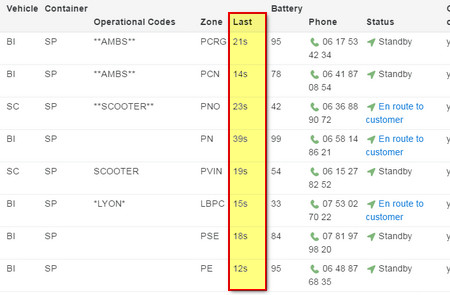 Vehicle Container Battery
Operational Codes Zone Last Phone Status
BI SP **AMBS** PCRG 21s 95 06 17 53 Standby
42 34
BI SP **AMBS** PCN 14s 78 06 41 87 Standby
08 54
SC SP **SCOOTER** PNO 23s 42 06 36 88 En route to
90 72 customer
BI SP PN 39s 99 06 58 14 En route to
86 21 customer
SC SP SCOOTER PVIN 19s 54 06 15 27 Standby
82 52
BI SP *LYON* LBPC 15s 33 07 53 02 En route to
70 22 customer
BI SP PSE 18s 84 07 81 97 Standby
98 20
BI SP PE 12s 95 06 48 87 Standby
68 35